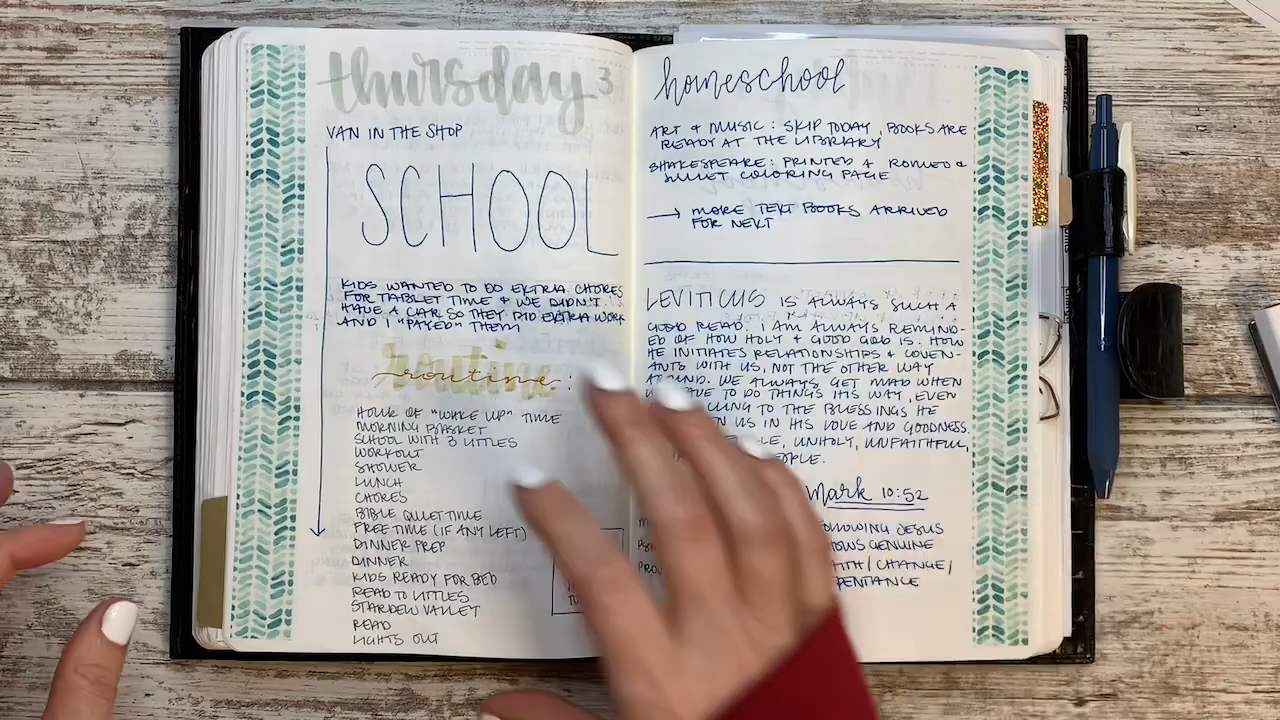 thursday 3
VAN IN THE SHOP
SCHOOL
KIDS WANTED TO DO EXTRA CHORES
FOR TABLET TIME & WE DIDN'T
HAVE A CAR SO THEY DID EXTRA WORK
AND I "PAYED" THEM
routine:
HOUR OF "WAKE UP" TIME
MORNING BASKET
SCHOOL WITH 3 LITTLES
WORKOUT
SHOWER
LUNCH
CHORES
BIBLE QUIET TIME
FREE TIME (IF ANY LEFT)
DINNER PREP
DINNER
KIDS READY FOR BED
READ TO LITTLES
STARDEW VALLEY
READ
LIGHTS OUT
homeschool
ART & MUSIC: SKIP TODAY, BOOKS ARE
READY AT THE LIBRARY
SHAKESPEARE: PRINTED A ROMEO &
JULIET COLORING PAGE
→ MORE TEXT BOOKS ARRIVED
FOR NEXT
LEVITICUS IS ALWAYS SUCH A
GOOD READ. I AM ALWAYS REMIND-
ED OF HOW HOLY & GOOD GOD IS. HOW
HE INITIATES RELATIONSHIPS & COVEN-
ANTS WITH US, NOT THE OTHER WAY
AROUND. WE ALWAYS GET MAD WHEN
TO DO THINGS HIS WAY, EVEN
TO THE BLESSINGS HE
US IN HIS LOVE AND GOODNESS.
UNHOLY, UNFAITHFUL,
Mark 10:52
FOLLOWING JESUS
GENUINE
CHANGE/